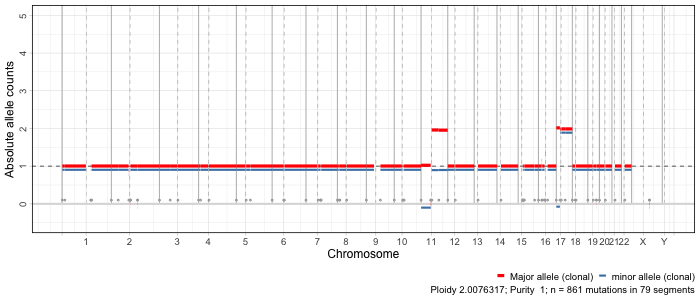 Absolute allele counts
5
4
3
2
1
0
1 2 3 4 5 6 7 8 9 10 11 12 13 14 15 16 17 18 19 20 21 22 X Y
Chromosome
Major allele (clonal) minor allele (clonal)
Ploidy 2.0076317; Purity 1; n = 861 mutations in 79 segments